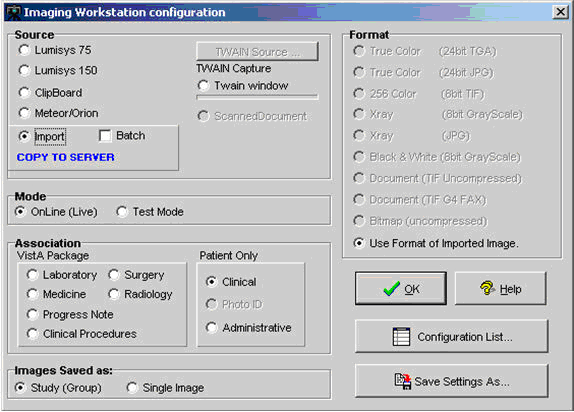 Imaging Workstation configuration
Source
Lumisys 75
Lumisys 150
ClipBoard
Meteor/Orion
Import
Batch
COPY TO SERVER
TWAIN Source ...
TWAIN Capture
Twain window
ScannedDocument
Mode
OnLine (Live)
Test Mode
Association
VistA Package
Laboratory
Surgery
Medicine
Radiology
Progress Note
Clinical Procedures
Patient Only
Clinical
Photo ID
Administrative
Images Saved as:
Study (Group)
Single Image
Format
True Color (24bit TGA)
True Color (24bit JPG)
256 Color (8bit TIF)
Xray (8bit GrayScale)
Xray (JPG)
Black & White (8bit GrayScale)
Document (TIF Uncompressed)
Document (TIF G4 FAX)
Bitmap (uncompressed)
Use Format of Imported Image.
OK
Help
Configuration List...
Save Settings As...